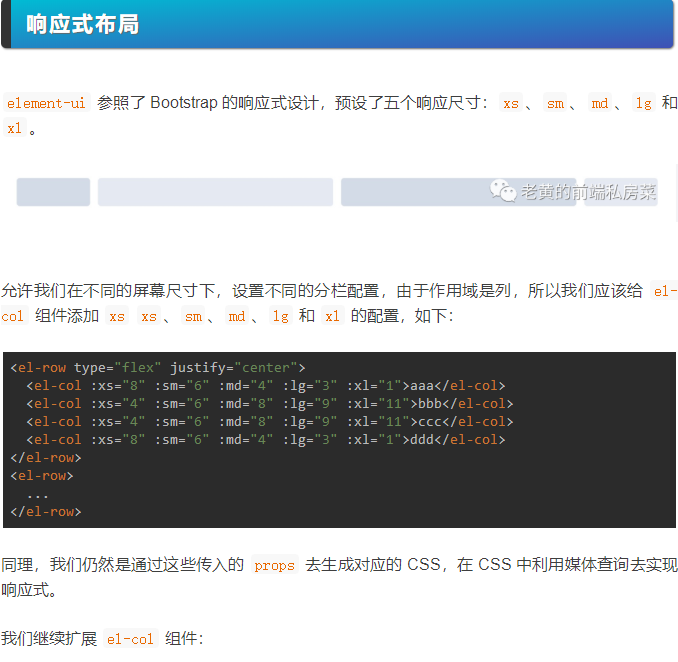 响应式布局
element-ui 参照了 Bootstrap 的响应式设计，预设了五个响应尺寸： xs 、 sm 、 md 、 lg 和
xl 。
老黄的前端私房菜
允许我们在不同的屏幕尺寸下，设置不同的分栏配置，由于作用域是列，所以我们应该给 el-
col 组件添加 xs xs 、 sm 、 md 、 lg 和 xl 的配置，如下：
<el-row type="flex" justify="center">
  <el-col :xs="8" :sm="6" :md="4" :lg="3" :xl="1">aaa</el-col>
  <el-col :xs="4" :sm="6" :md="8" :lg="9" :xl="11">bbb</el-col>
  <el-col :xs="4" :sm="6" :md="8" :lg="9" :xl="11">ccc</el-col>
  <el-col :xs="8" :sm="6" :md="4" :lg="3" :xl="1">ddd</el-col>
</el-row>
<el-row>
  ...
</el-row>
同理，我们仍然是通过这些传入的 props 去生成对应的 CSS，在 CSS 中利用媒体查询去实现
响应式。
我们继续扩展 el-col 组件：